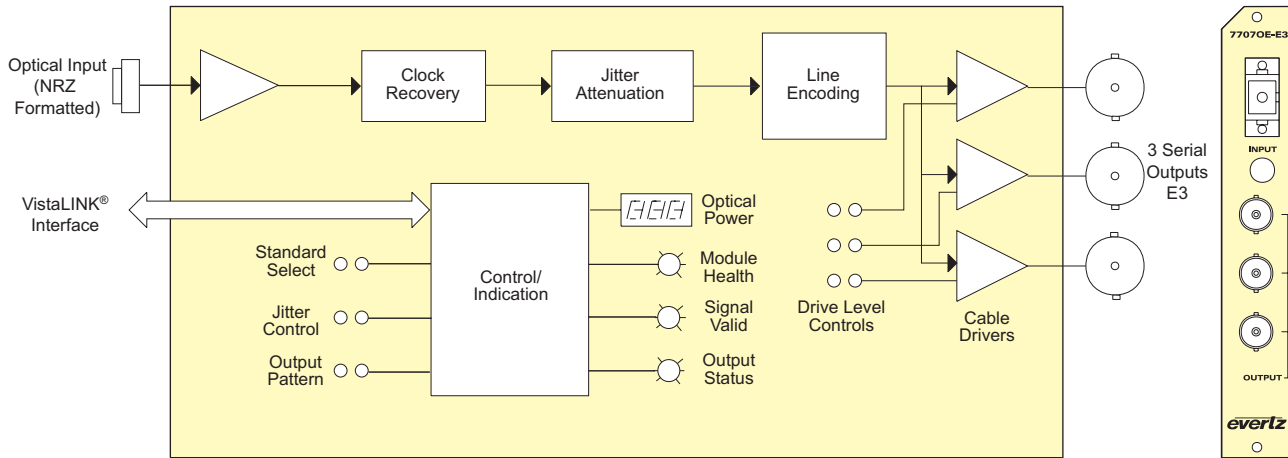 Optical Input
(NRZ
Formatted)
Clock
Recovery
Jitter
Attenuation
Line
Encoding
3 Serial
Outputs
E3
VistaLINK®
Interface
Standard
Select
Jitter
Control
Output
Pattern
Control/
Indication
Optical
Power
Module
Health
Signal
Valid
Output
Status
Drive Level
Controls
Cable
Drivers
7707OE-E3
INPUT
OUTPUT
evertz